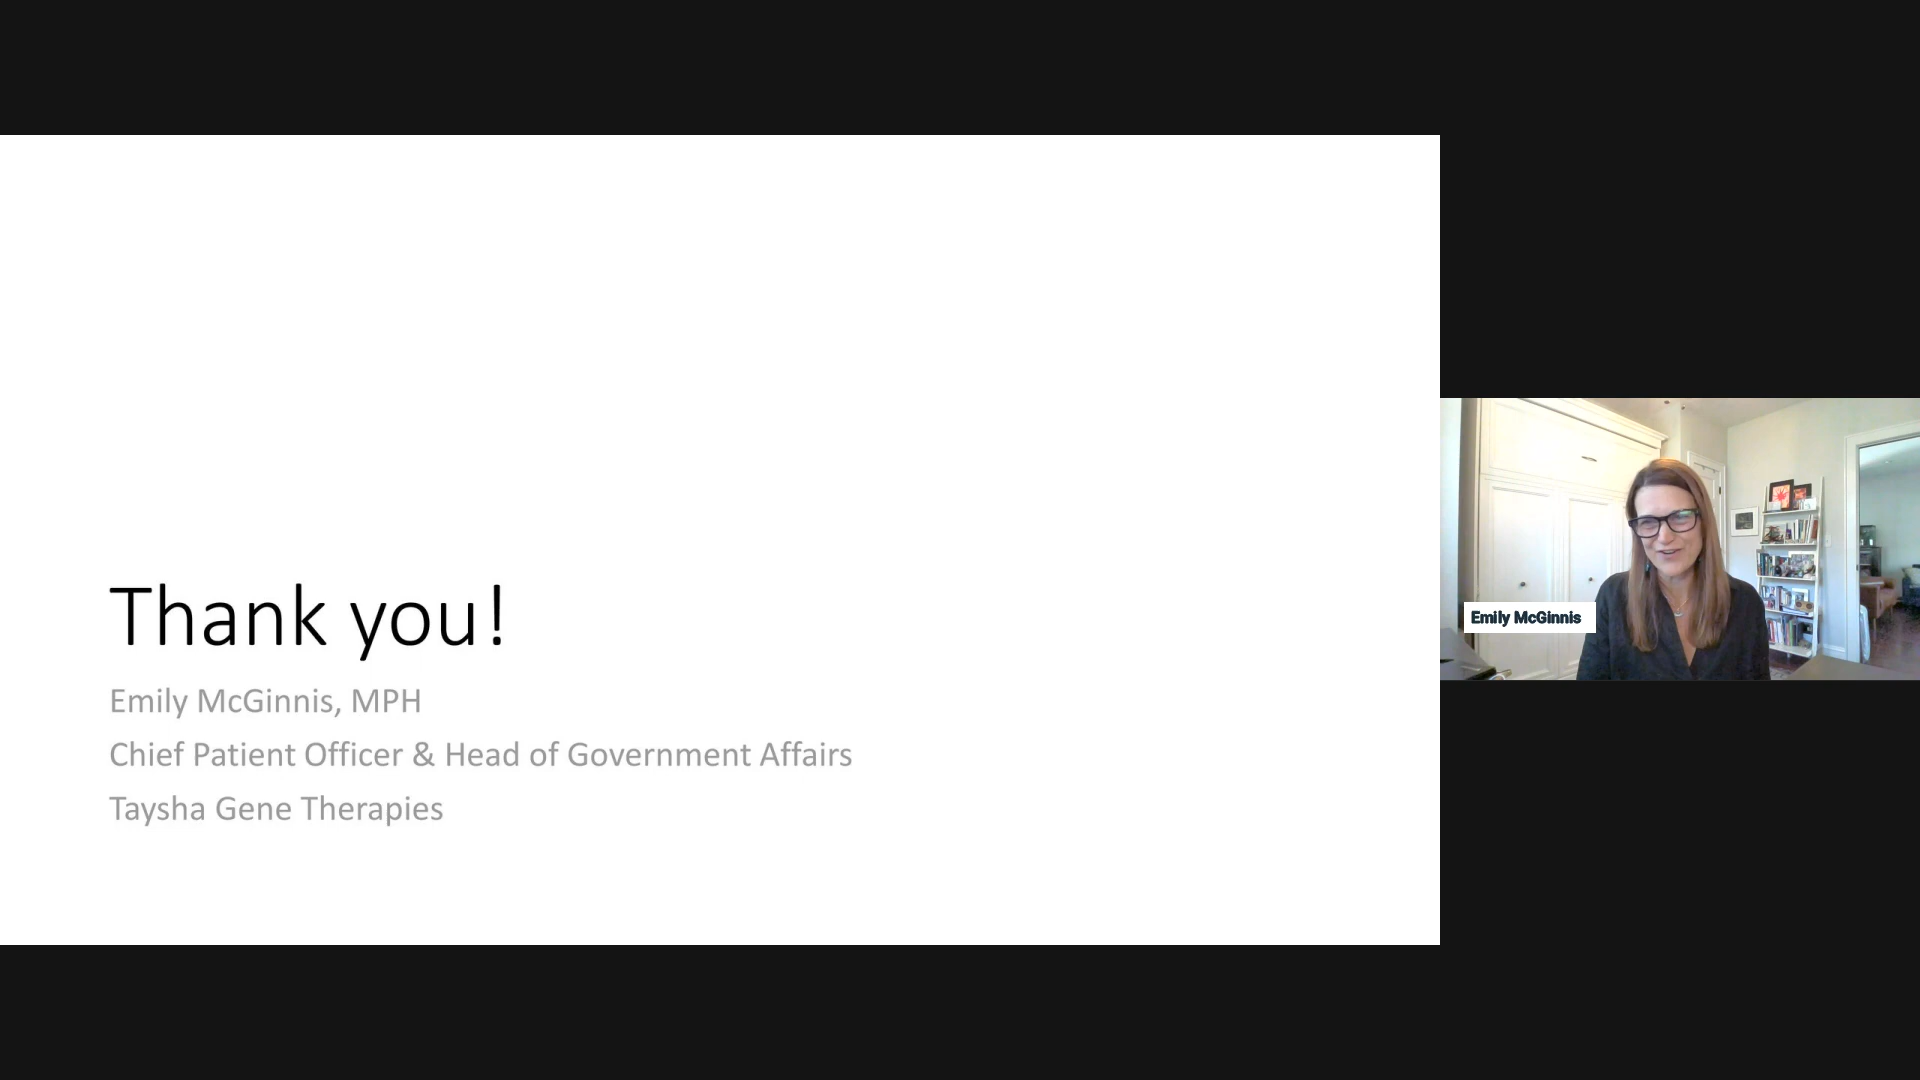 Thank you!
Emily McGinnis, MPH
Chief Patient Officer & Head of Government Affairs
Taysha Gene Therapies
Emily McGinnis